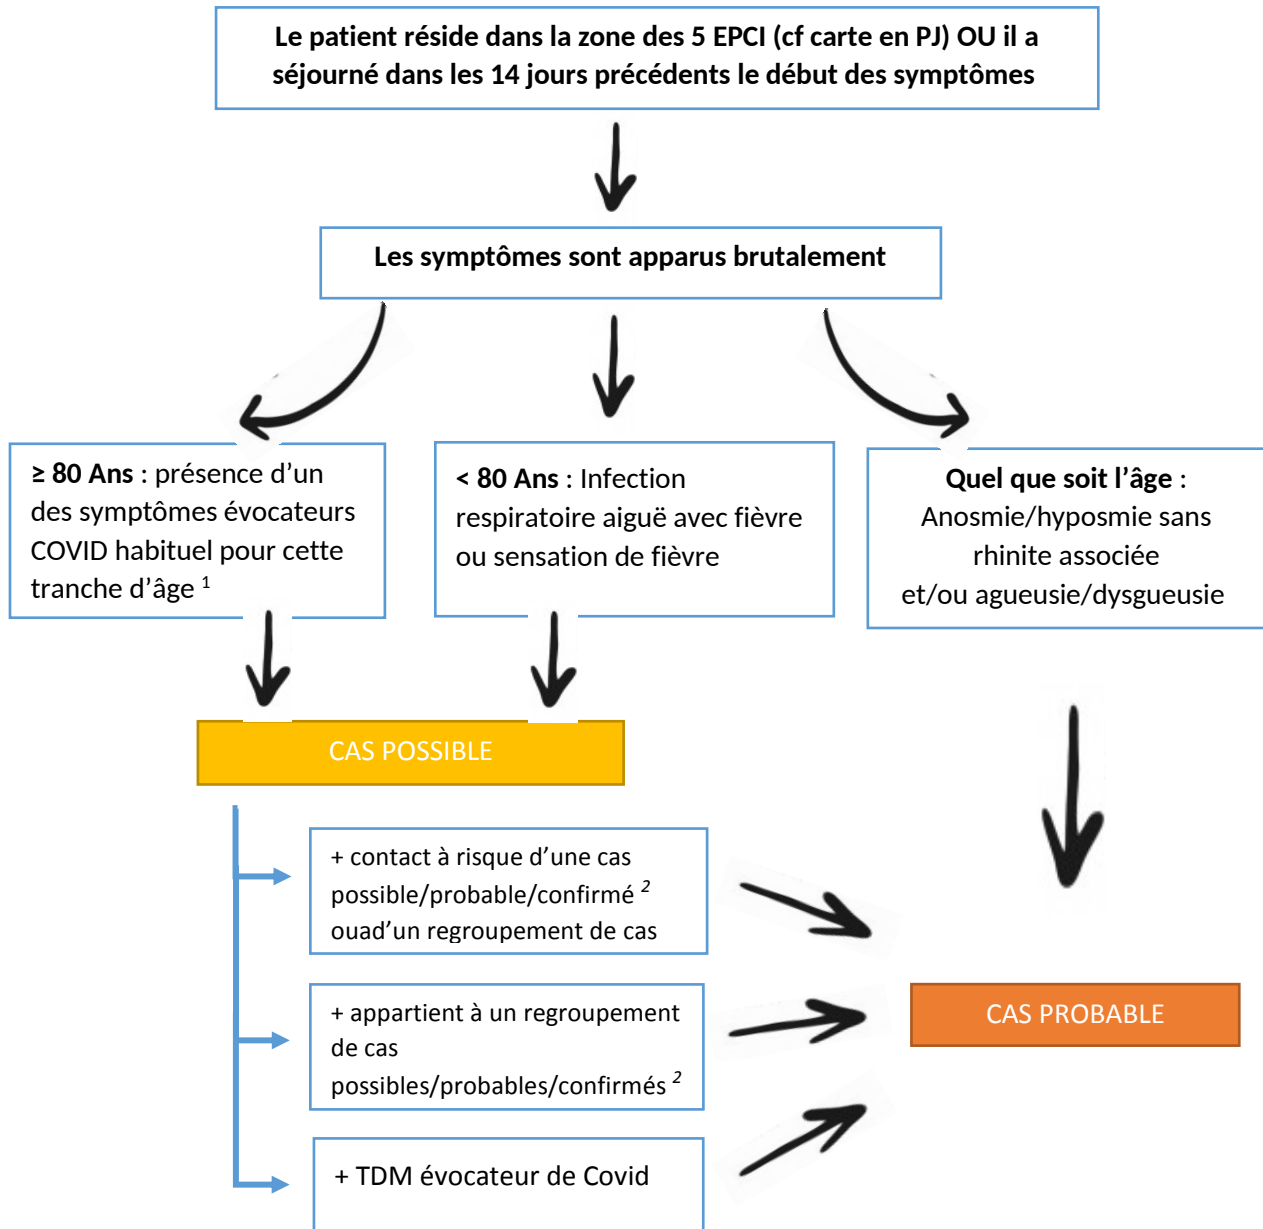 Le patient réside dans la zone des 5 EPCI (cf carte en PJ) OU il a
séjourné dans les 14 jours précédents le début des symptômes
Les symptômes sont apparus brutalement
≥ 80 Ans : présence d’un
des symptômes évocateurs
COVID habituel pour cette
tranche d’âge ¹
< 80 Ans : Infection
respiratoire aiguë avec fièvre
ou sensation de fièvre
Quel que soit l’âge :
Anosmie/hyposmie sans
rhinite associée
et/ou agueusie/dysgueusie
CAS POSSIBLE
+ contact à risque d’une cas
possible/probable/confirmé ²
ouad’un regroupement de cas
+ appartient à un regroupement
de cas
possibles/probables/confirmés ²
+ TDM évocateur de Covid
CAS PROBABLE